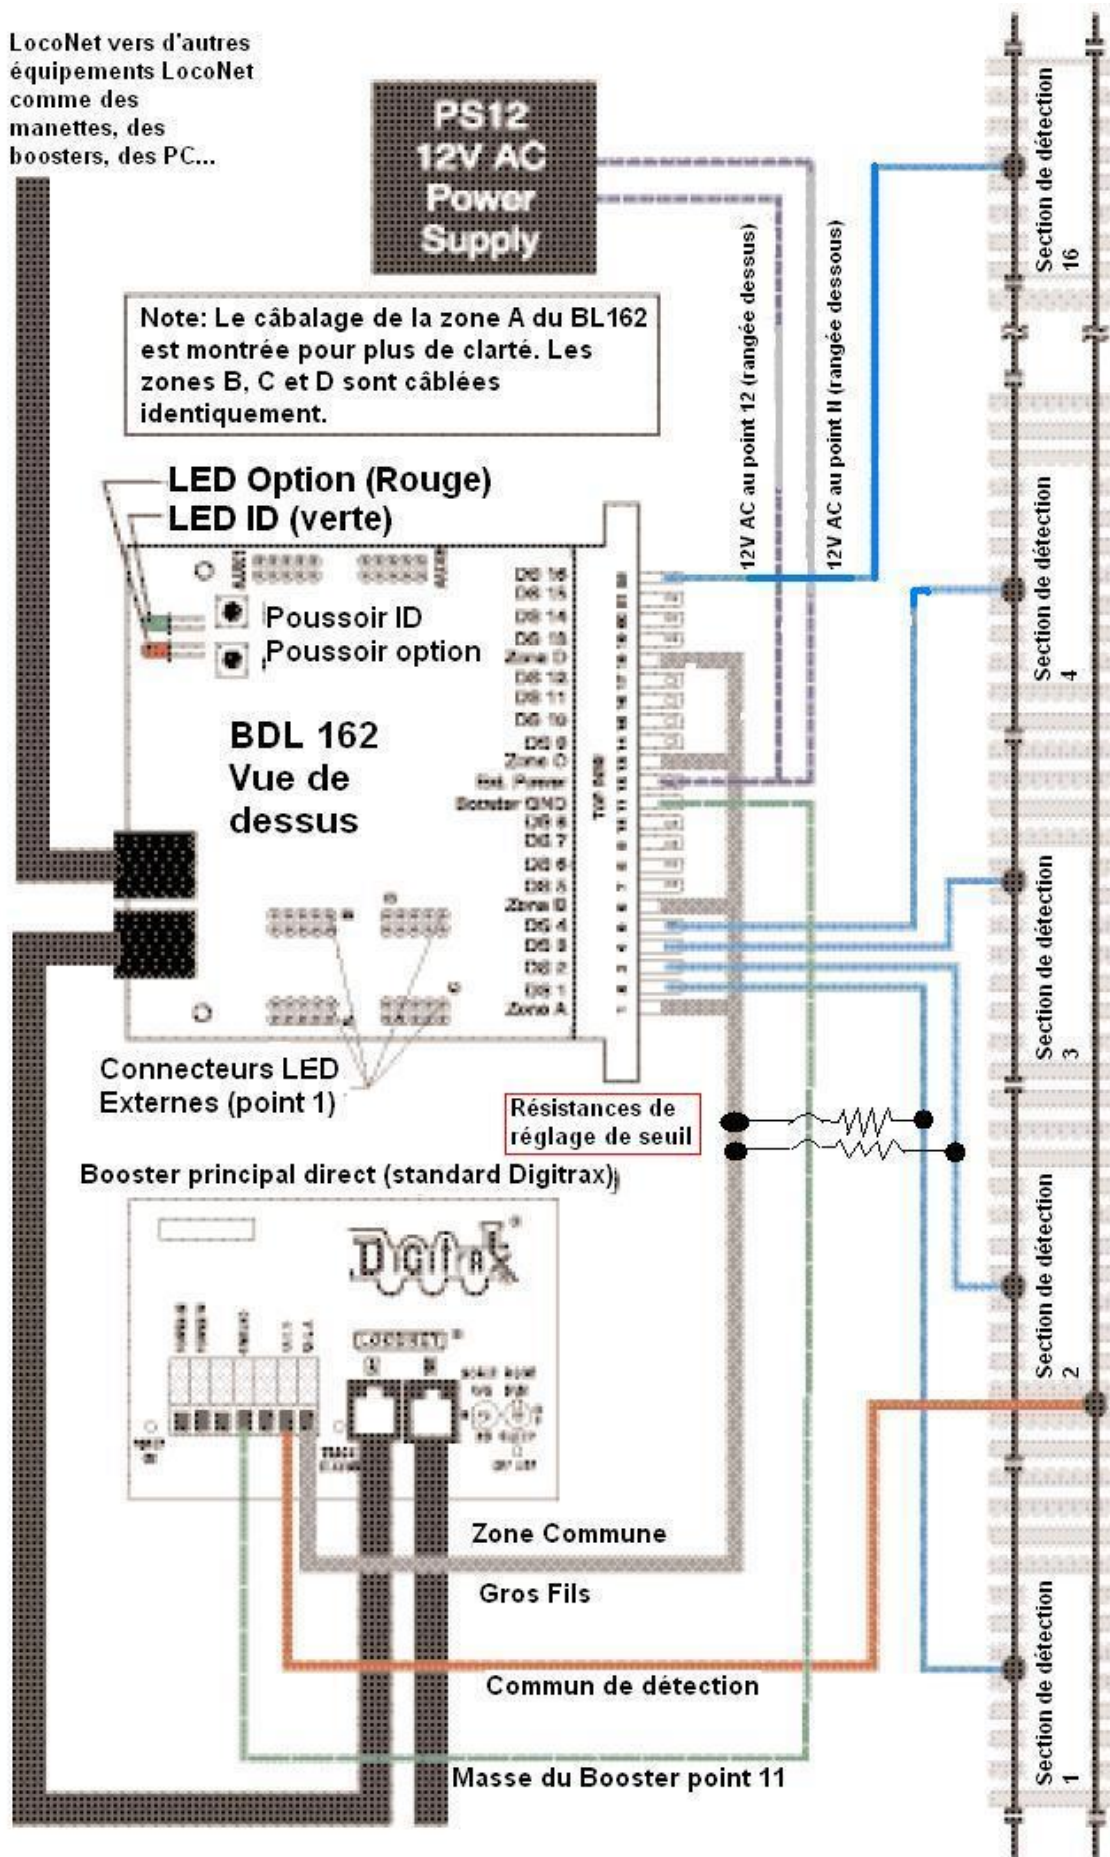 LocoNet vers d'autres
équipements LocoNet
comme des
manettes, des
boosters, des PC...
PS12
12V AC
Power
Supply
Note: Le câbalage de la zone A du BL162
est montrée pour plus de clarté. Les
zones B, C et D sont câblées
identiquement.
12V AC au point 12 (rangée dessus)
12V AC au point N (rangée dessous)
Section de détection
16
LED Option (Rouge)
LED ID (verte)
Poussoir ID
Poussoir option
BDL 162
Vue de
dessus
DS 16
DS 15
DS 14
DS 13
Zone D
DS 12
DS 11
DS 10
DS 9
Zone C
Ext. Power
Booster GND
DS 8
DS 7
DS 6
DS 5
Zone B
DS 4
DS 3
DS 2
DS 1
Zone A
Section de détection
4
Section de détection
3
Connecteurs LED
Externes (point 1)
Résistances de
réglage de seuil
Booster principal direct (standard Digitrax)
Digitrax
LOCONET
Section de détection
2
Zone Commune
Gros Fils
Commun de détection
Masse du Booster point 11
Section de détection
1